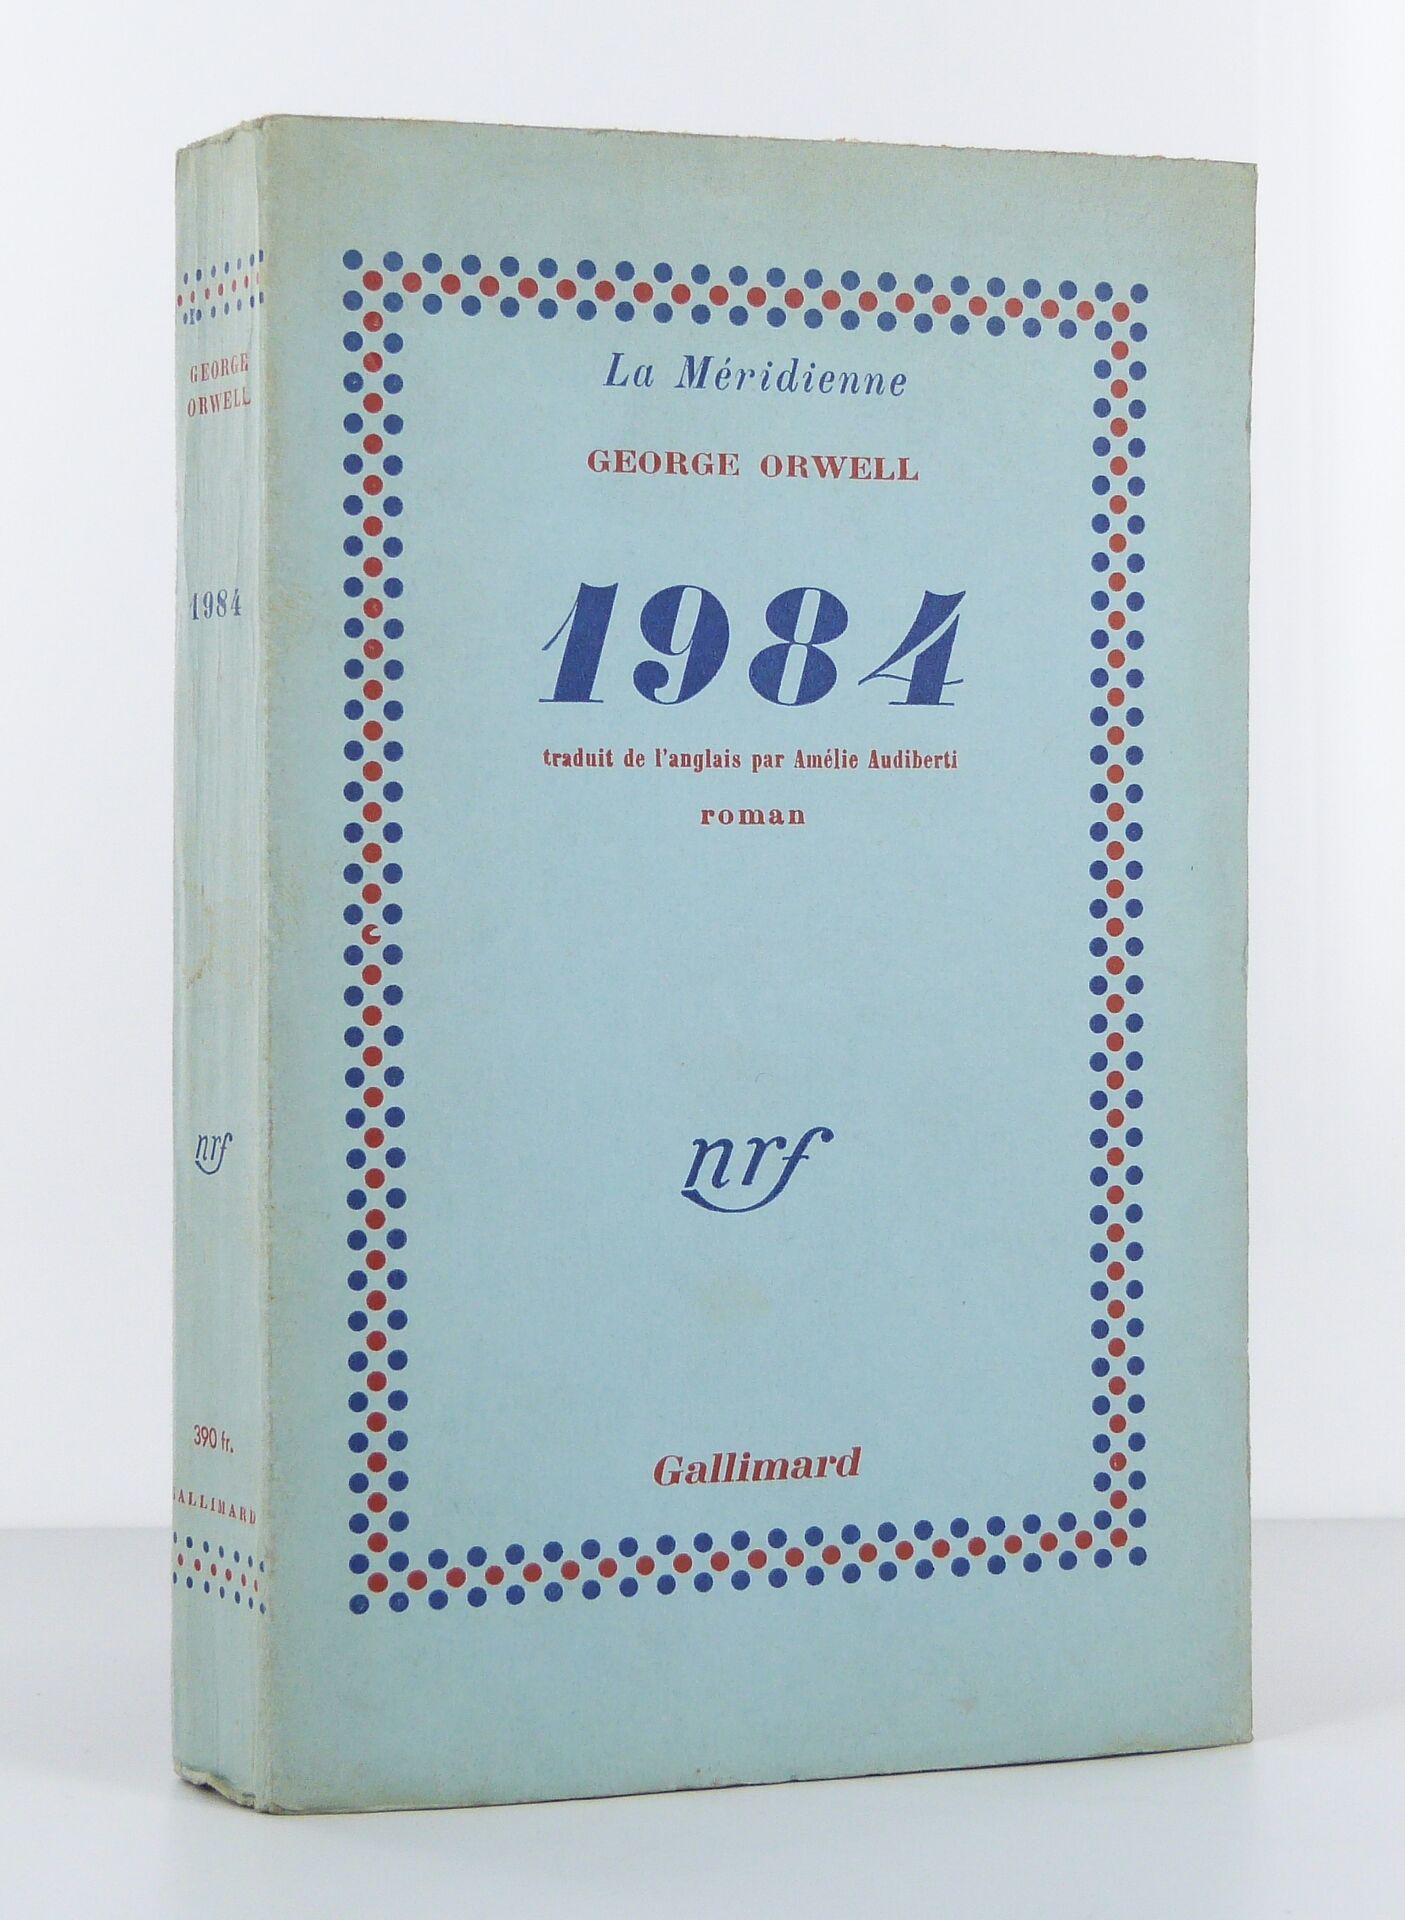 GEORGE
ORWELL
1984
nrf
390 fr.
GALLIMARD
La Méridienne
GEORGE ORWELL
1984
traduit de l'anglais par Amélie Audiberti
roman
nrf
Gallimard